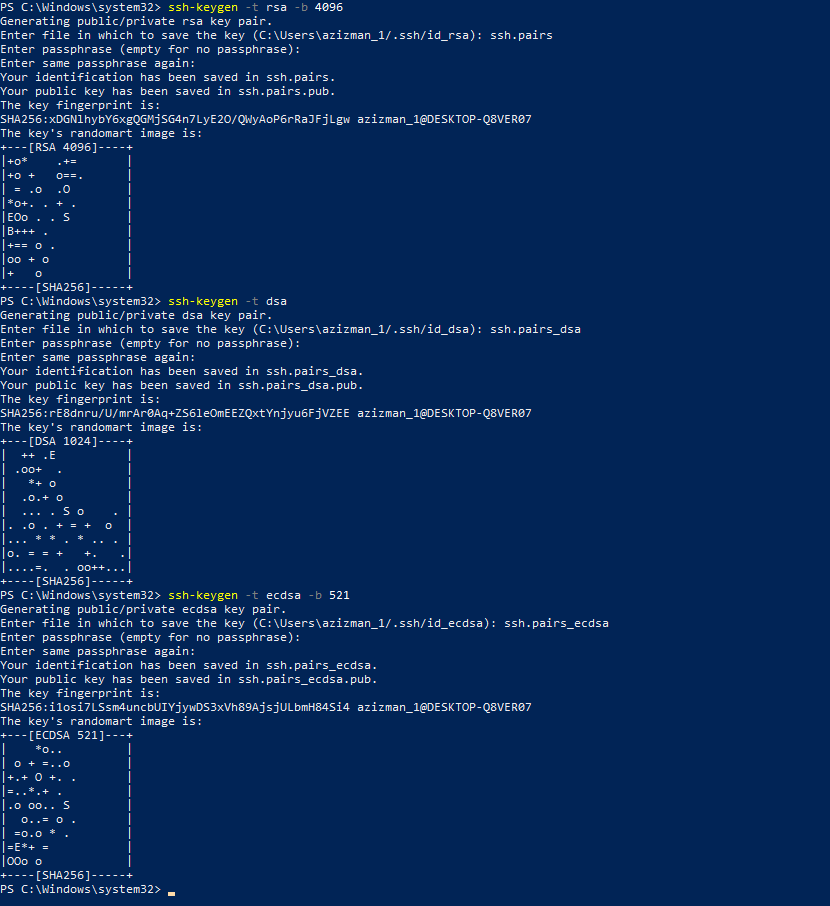 PS C:\Windows\system32> ssh-keygen -t rsa -b 4096
Generating public/private rsa key pair.
Enter file in which to save the key (C:\Users\azizman_1/.ssh/id_rsa): ssh.pairs
Enter passphrase (empty for no passphrase):
Enter same passphrase again:
Your identification has been saved in ssh.pairs.
Your public key has been saved in ssh.pairs.pub.
The key fingerprint is:
SHA256:xDGNlhybY6xgQGMjSG4n7LyE2O/QWyAoP6rRaJFjLgw azizman_1@DESKTOP-Q8VER07
The key's randomart image is:
+---[RSA 4096]----+
|+o*    .+=       |
|+o +   o==.      |
| = .o  .O        |
|*o+. . + .       |
|EOo . . S        |
|B+++ .           |
|+== o .          |
|oo + o           |
|+   o            |
+----[SHA256]-----+
PS C:\Windows\system32> ssh-keygen -t dsa
Generating public/private dsa key pair.
Enter file in which to save the key (C:\Users\azizman_1/.ssh/id_dsa): ssh.pairs_dsa
Enter passphrase (empty for no passphrase):
Enter same passphrase again:
Your identification has been saved in ssh.pairs_dsa.
Your public key has been saved in ssh.pairs_dsa.pub.
The key fingerprint is:
SHA256:rE8dnru/U/mrAr0Aq+ZS6leOmEEZQxtYnjyu6FjVZEE azizman_1@DESKTOP-Q8VER07
The key's randomart image is:
+---[DSA 1024]----+
|  ++ .E          |
| .oo+  .         |
|   *+ o          |
|  .o.+ o         |
|  ... . S o    . |
|. .o . + = +  o  |
|... * * . * .. . |
|o. = = +   +.   .|
|....=.  . oo++...|
+----[SHA256]-----+
PS C:\Windows\system32> ssh-keygen -t ecdsa -b 521
Generating public/private ecdsa key pair.
Enter file in which to save the key (C:\Users\azizman_1/.ssh/id_ecdsa): ssh.pairs_ecdsa
Enter passphrase (empty for no passphrase):
Enter same passphrase again:
Your identification has been saved in ssh.pairs_ecdsa.
Your public key has been saved in ssh.pairs_ecdsa.pub.
The key fingerprint is:
SHA256:i1osi7LSsm4uncbUIYjywDS3xVh89AjsjULbmH84Si4 azizman_1@DESKTOP-Q8VER07
The key's randomart image is:
+---[ECDSA 521]---+
|    *o..         |
| o + =..o        |
|+.+ O +. .       |
|=..*.+ .         |
|.o oo.. S        |
|  o..= o .       |
| =o.o * .        |
|=E*+ =           |
|OOo o            |
+----[SHA256]-----+
PS C:\Windows\system32>